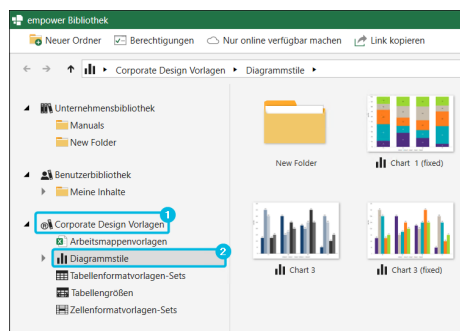 empower Bibliothek
Neuer Ordner Berechtigungen Nur online verfügbar machen Link kopieren
Corporate Design Vorlagen Diagrammstile
Unternehmensbibliothek
Manuals
New Folder
Benutzerbibliothek
Meine Inhalte
1
Corporate Design Vorlagen
Arbeitsmappenvorlagen
2
Diagrammstile
Tabellenformatvorlagen-Sets
Tabellengrößen
Zellenformatvorlagen-Sets
New Folder
Chart 1 (fixed)
Chart 3
Chart 3 (fixed)